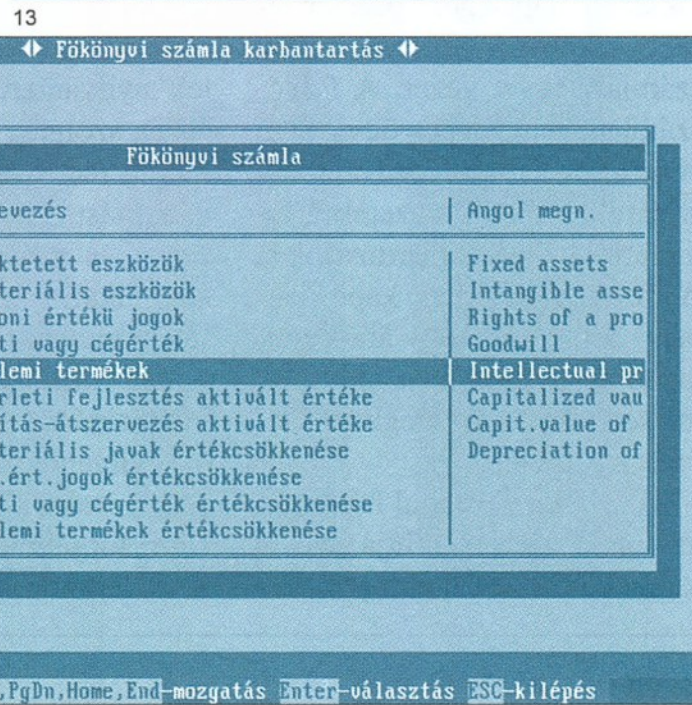 13
Fökönyvi számla karbantartás
Fökönyvi számla
evezés | Angol megn.
ktetett eszközök | Fixed assets
teriális eszközök | Intangible asse
oni értékü jogok | Rights of a pro
ti vagy cégérték | Goodwill
lemi termékek | Intellectual pr
rleti fejlesztés aktivált értéke | Capitalized vau
ítás-átszervezés aktivált értéke | Capit.value of
teriális javak értékcsökkenése | Depreciation of
.ért.jogok értékcsökkenése
ti vagy cégérték értékcsökkenése
lemi termékek értékcsökkenése
,PgDn,Home,End-mozgatás Enter-választás ESC-kilépés